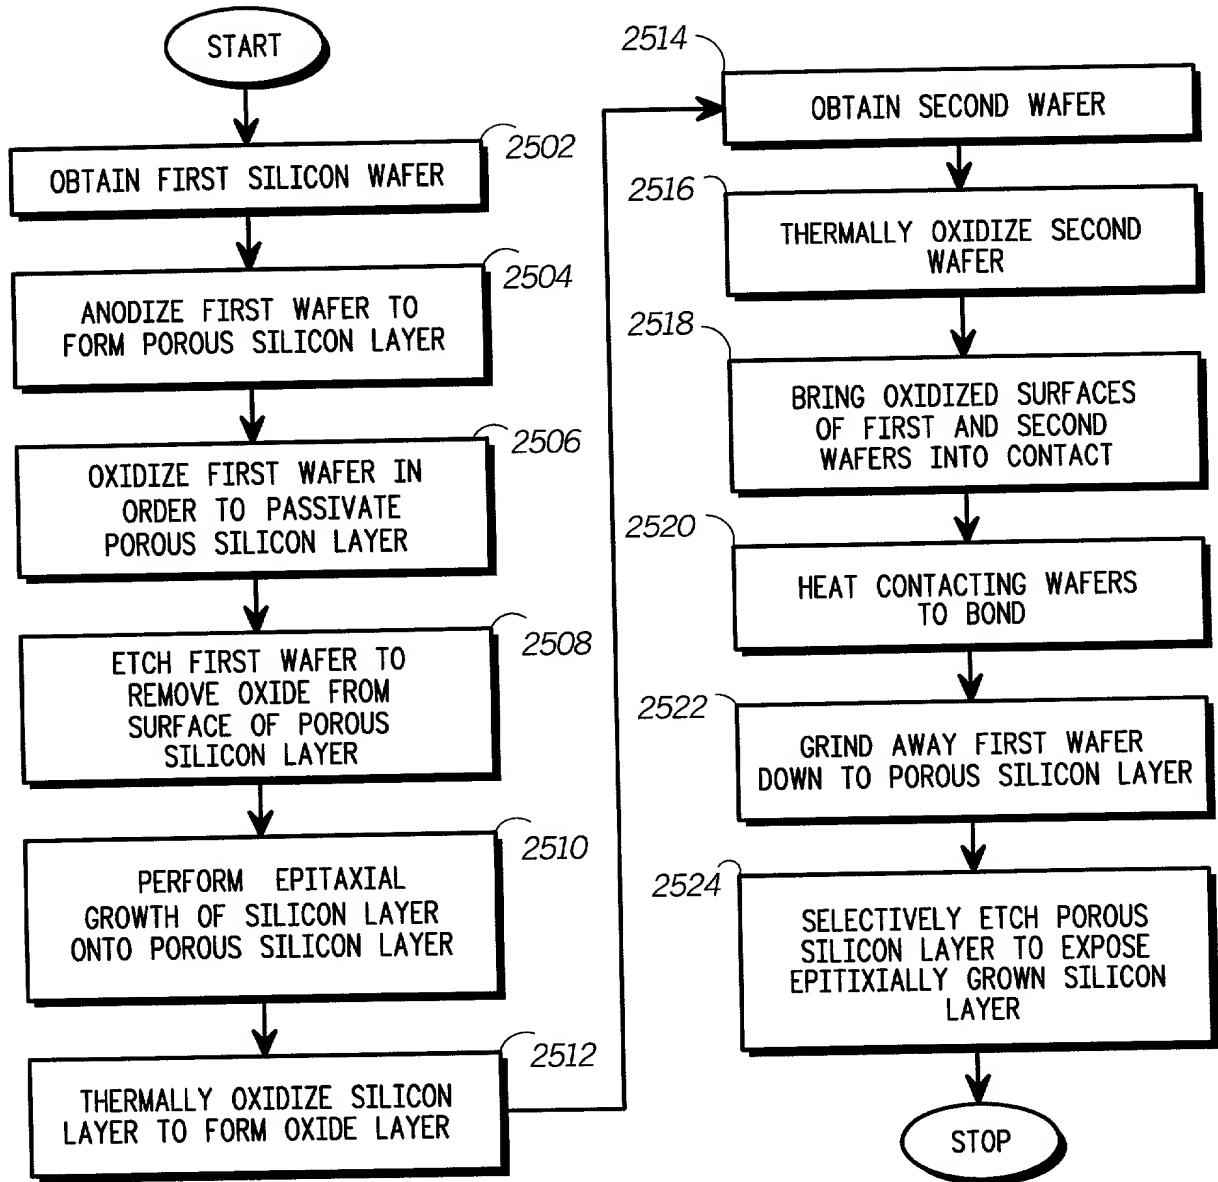 START
2502
OBTAIN FIRST SILICON WAFER
2504
ANODIZE FIRST WAFER TO
FORM POROUS SILICON LAYER
2506
OXIDIZE FIRST WAFER IN
ORDER TO PASSIVATE
POROUS SILICON LAYER
2508
ETCH FIRST WAFER TO
REMOVE OXIDE FROM
SURFACE OF POROUS
SILICON LAYER
2510
PERFORM EPITAXIAL
GROWTH OF SILICON LAYER
ONTO POROUS SILICON LAYER
2512
THERMALLY OXIDIZE SILICON
LAYER TO FORM OXIDE LAYER
2514
OBTAIN SECOND WAFER
2516
THERMALLY OXIDIZE SECOND
WAFER
2518
BRING OXIDIZED SURFACES
OF FIRST AND SECOND
WAFERS INTO CONTACT
2520
HEAT CONTACTING WAFERS
TO BOND
2522
GRIND AWAY FIRST WAFER
DOWN TO POROUS SILICON LAYER
2524
SELECTIVELY ETCH POROUS
SILICON LAYER TO EXPOSE
EPITIXIALLY GROWN SILICON
LAYER
STOP